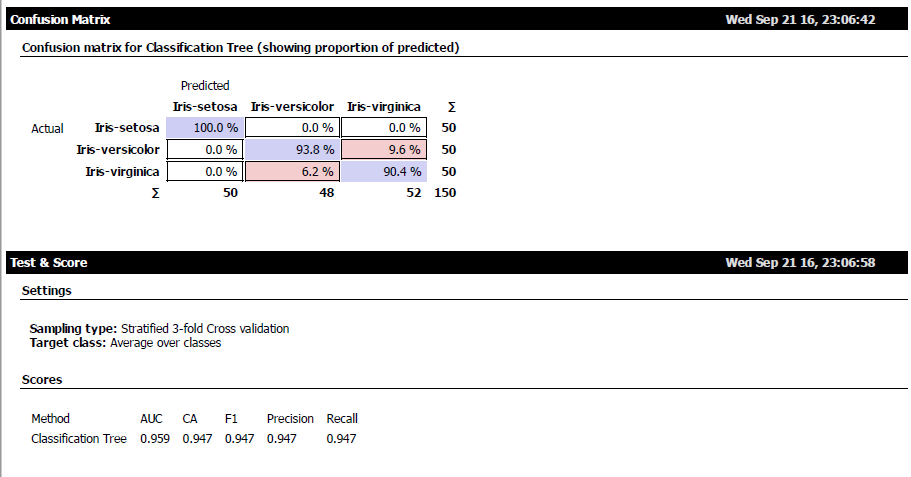 Confusion Matrix Wed Sep 21 16, 23:06:42
Confusion matrix for Classification Tree (showing proportion of predicted)
Predicted
Iris-setosa Iris-versicolor Iris-virginica Σ
Actual Iris-setosa 100.0 % 0.0 % 0.0 % 50
Iris-versicolor 0.0 % 93.8 % 9.6 % 50
Iris-virginica 0.0 % 6.2 % 90.4 % 50
Σ 50 48 52 150
Test & Score Wed Sep 21 16, 23:06:58
Settings
Sampling type: Stratified 3-fold Cross validation
Target class: Average over classes
Scores
Method AUC CA F1 Precision Recall
Classification Tree 0.959 0.947 0.947 0.947 0.947